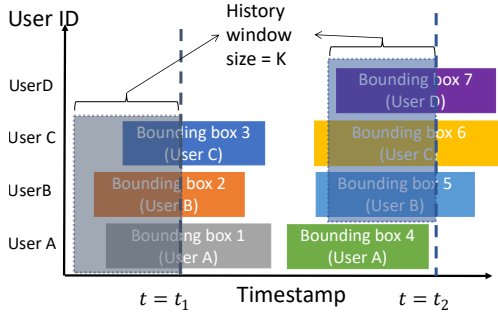 User ID
History
window
size = K
UserD
Bounding box 7
(User D)
User C
Bounding box 3
(User C)
Bounding box 6
(User C)
UserB
Bounding box 2
(User B)
Bounding box 5
(User B)
User A
Bounding box 1
(User A)
Bounding box 4
(User A)
t = t₁
Timestamp
t = t₂